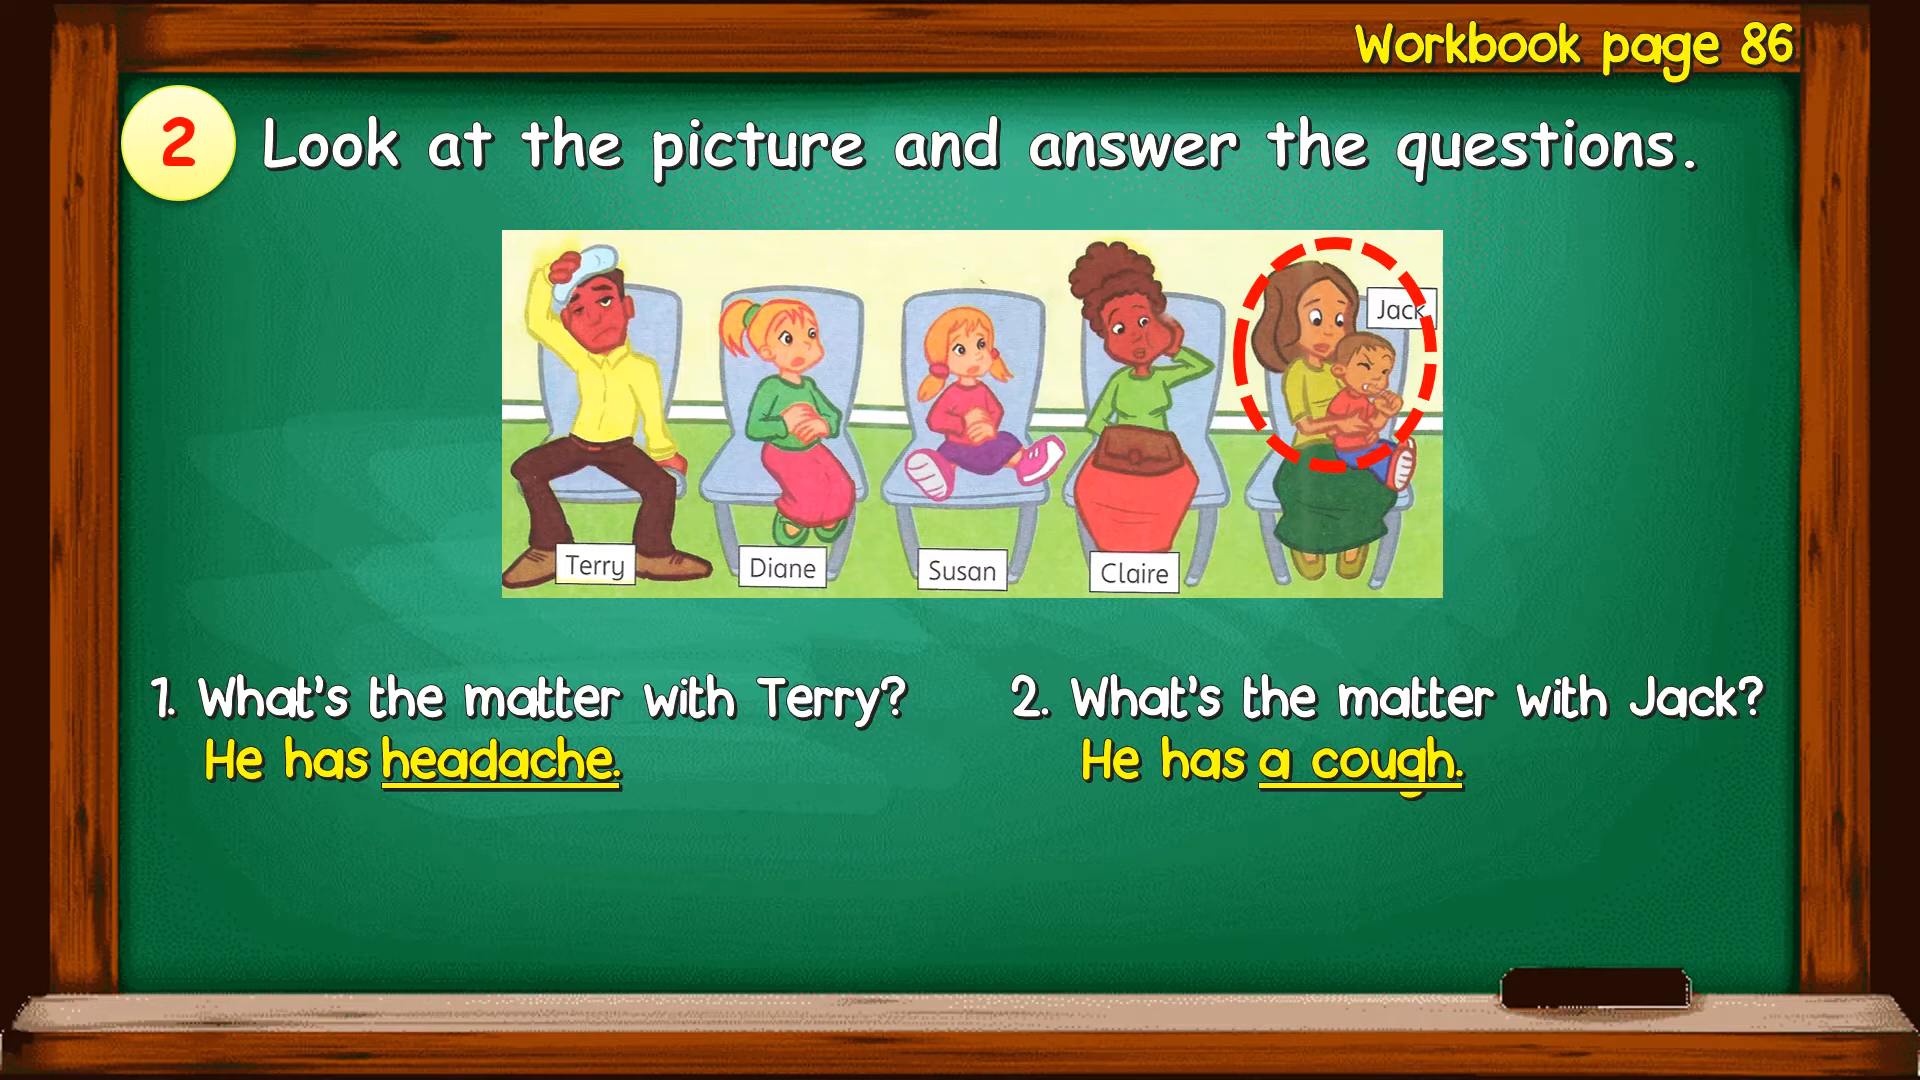 Workbook page 86
2 Look at the picture and answer the questions.
Jack
Terry
Diane
Susan
Claire
1. What's the matter with Terry?
He has headache.
2. What's the matter with Jack?
He has a cough.